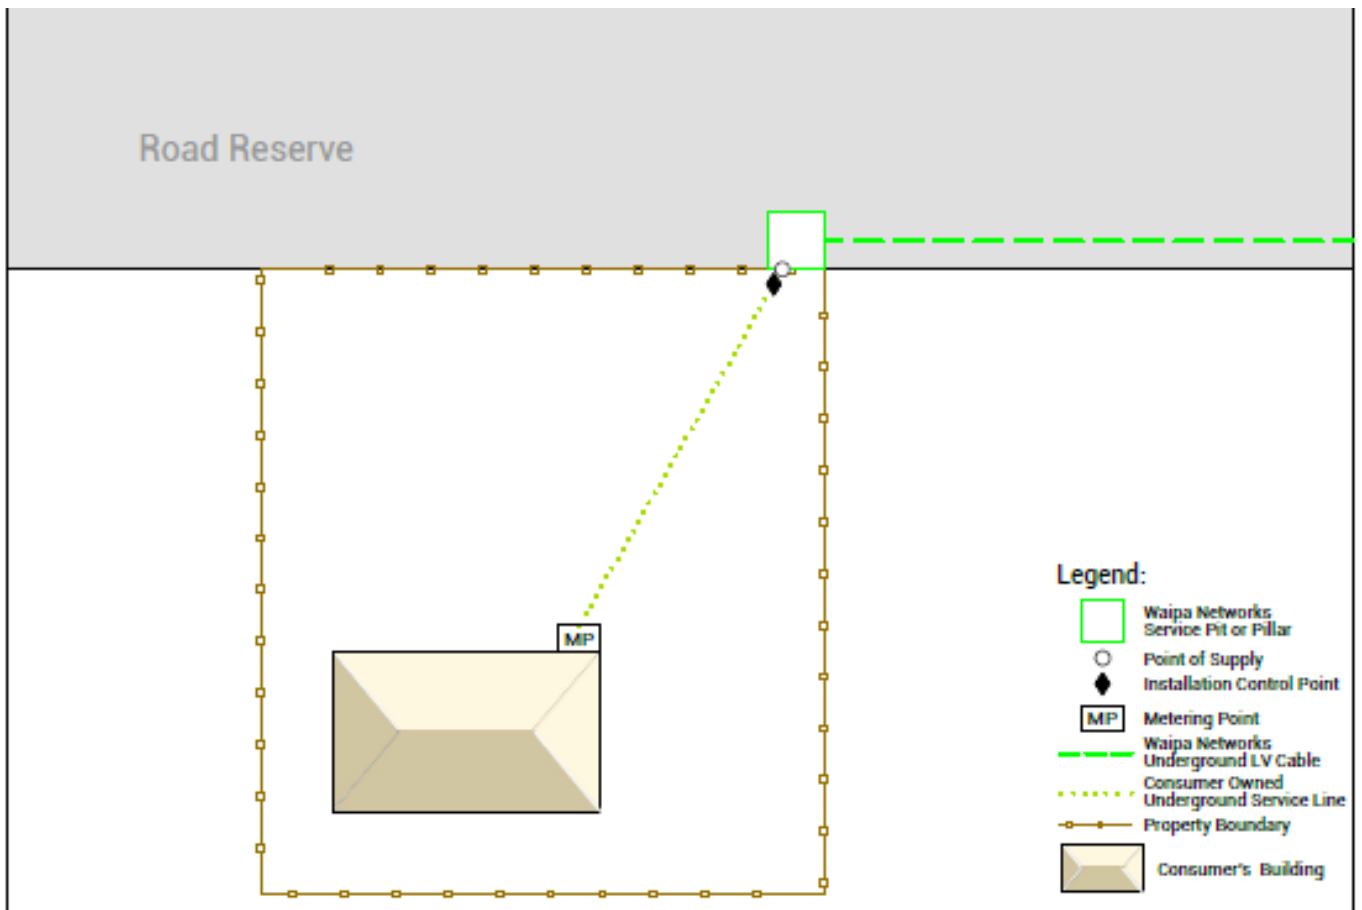 Road Reserve
MP
Legend:
Waipa Networks
Service Pit or Pillar
Point of Supply
Installation Control Point
MP
Metering Point
Waipa Networks
Underground LV Cable
Consumer Owned
Underground Service Line
Property Boundary
Consumer's Building